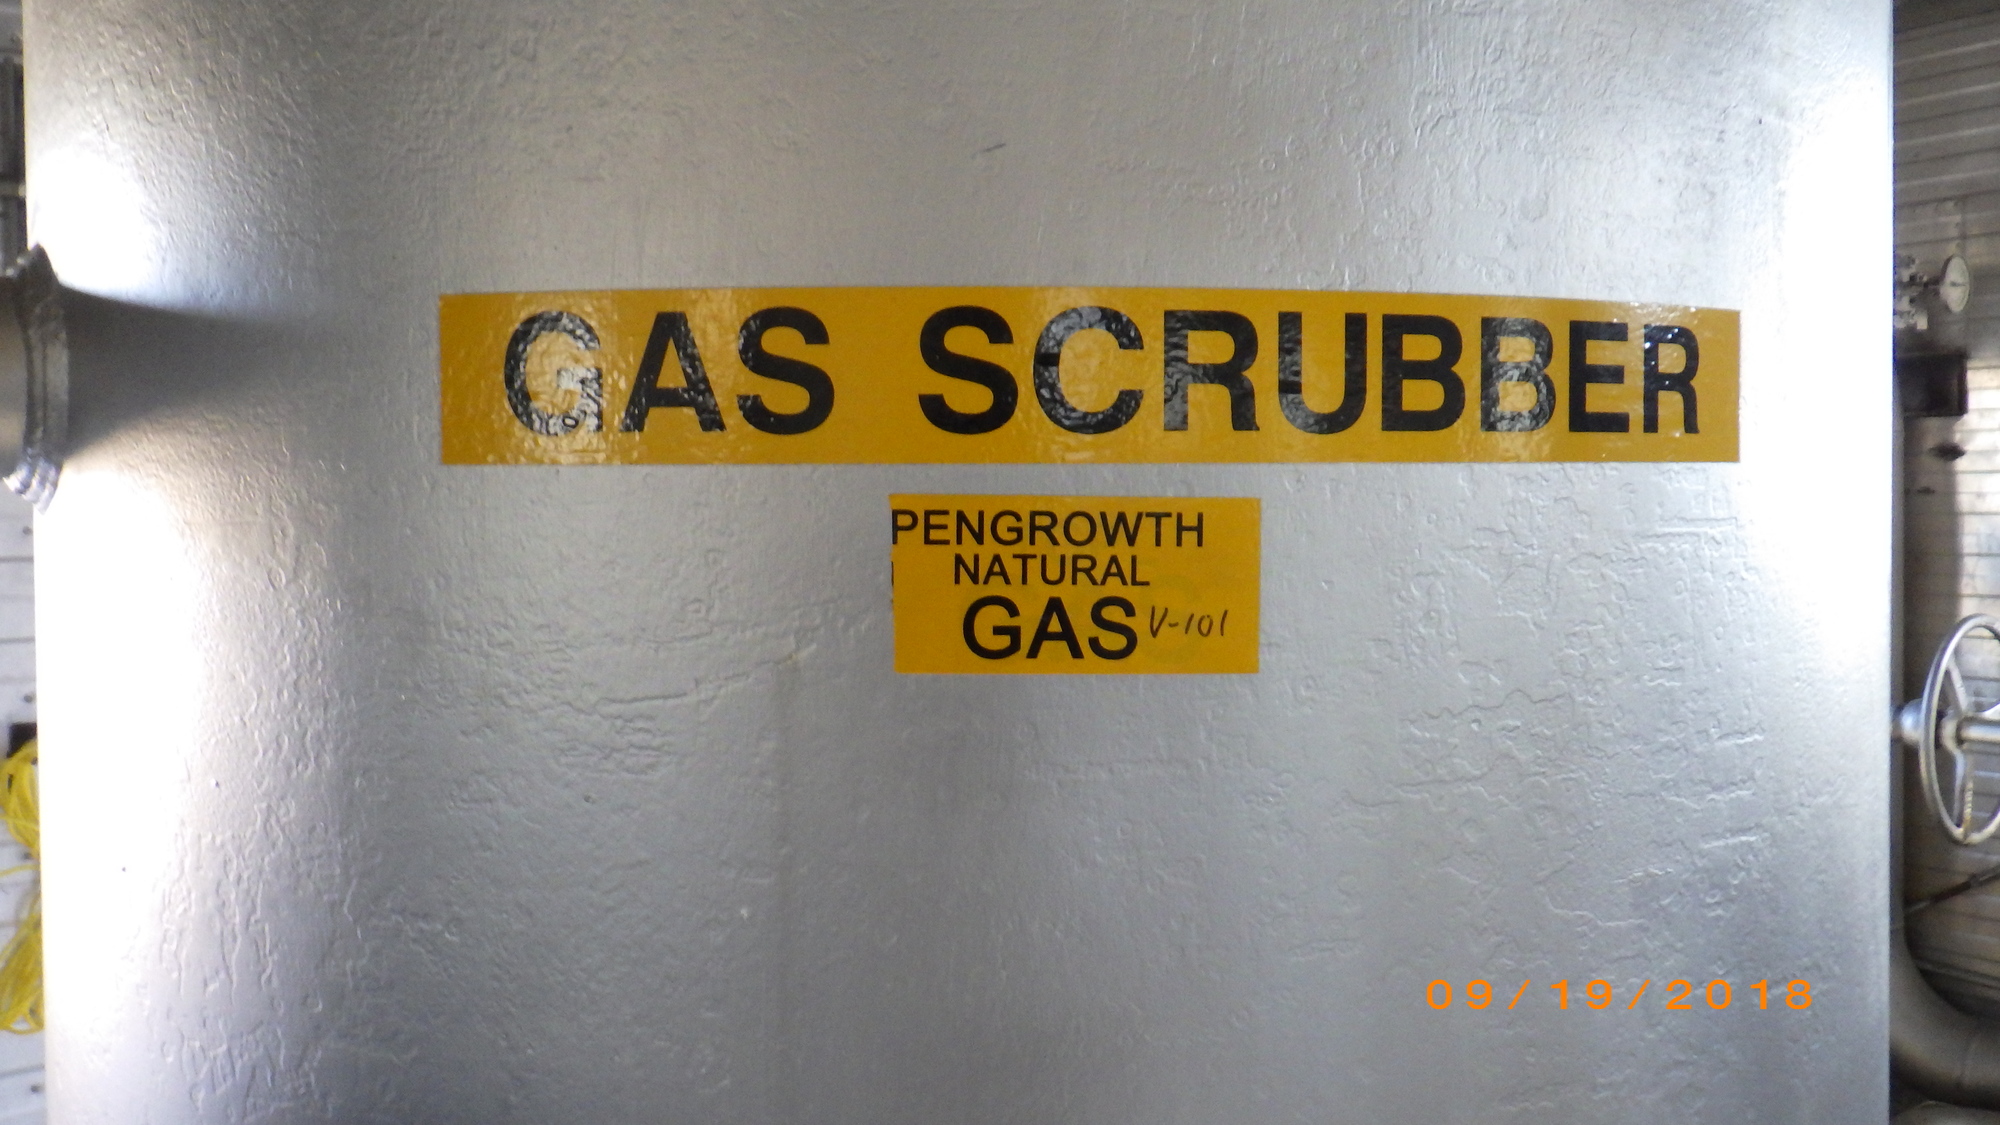 GAS SCRUBBER
PENGROWTH
NATURAL
GAS V-101
09/19/2018